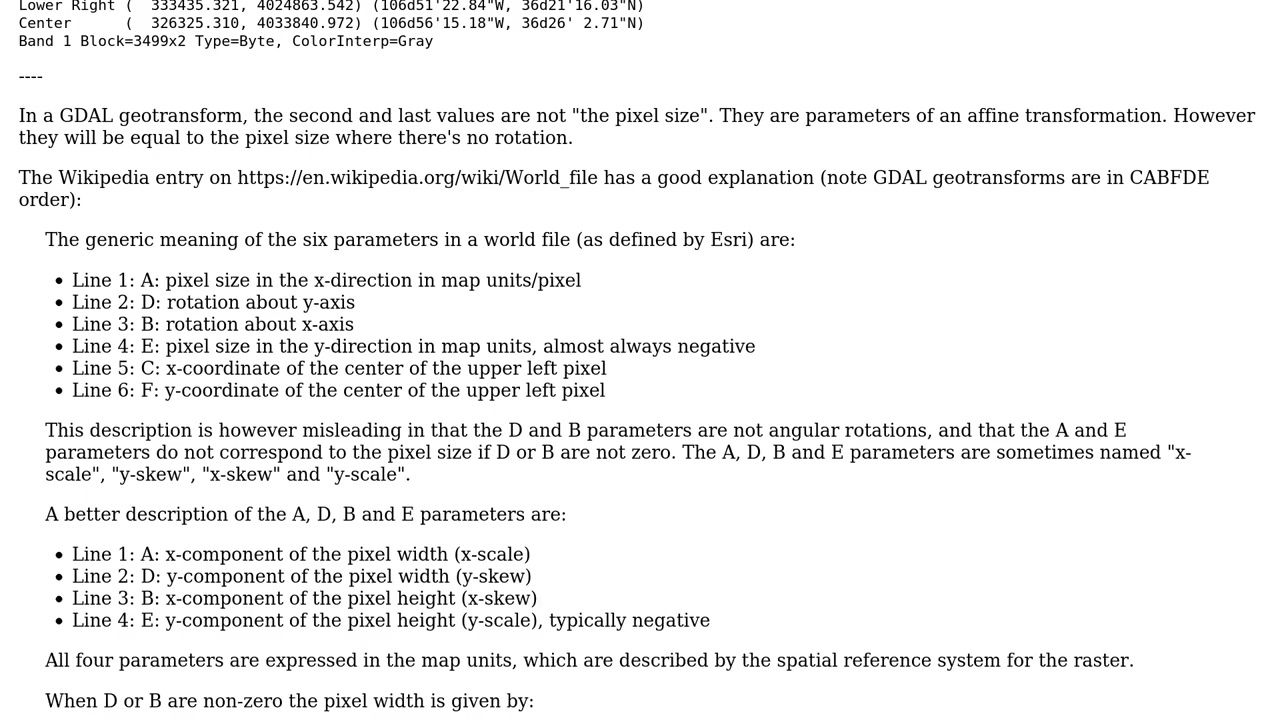 Lower Right (  333435.321, 4024863.542) (106d51'22.84"W, 36d21'16.03"N)
Center      (  326325.310, 4033840.972) (106d56'15.18"W, 36d26' 2.71"N)
Band 1 Block=3499x2 Type=Byte, ColorInterp=Gray
----
In a GDAL geotransform, the second and last values are not "the pixel size". They are parameters of an affine transformation. However
they will be equal to the pixel size where there's no rotation.
The Wikipedia entry on https://en.wikipedia.org/wiki/World_file has a good explanation (note GDAL geotransforms are in CABFDE
order):
The generic meaning of the six parameters in a world file (as defined by Esri) are:
• Line 1: A: pixel size in the x-direction in map units/pixel
• Line 2: D: rotation about y-axis
• Line 3: B: rotation about x-axis
• Line 4: E: pixel size in the y-direction in map units, almost always negative
• Line 5: C: x-coordinate of the center of the upper left pixel
• Line 6: F: y-coordinate of the center of the upper left pixel
This description is however misleading in that the D and B parameters are not angular rotations, and that the A and E
parameters do not correspond to the pixel size if D or B are not zero. The A, D, B and E parameters are sometimes named "x-
scale", "y-skew", "x-skew" and "y-scale".
A better description of the A, D, B and E parameters are:
• Line 1: A: x-component of the pixel width (x-scale)
• Line 2: D: y-component of the pixel width (y-skew)
• Line 3: B: x-component of the pixel height (x-skew)
• Line 4: E: y-component of the pixel height (y-scale), typically negative
All four parameters are expressed in the map units, which are described by the spatial reference system for the raster.
When D or B are non-zero the pixel width is given by: